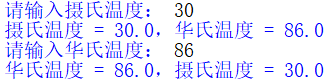 请输入摄氏温度： 30
摄氏温度 = 30.0，华氏温度 = 86.0
请输入华氏温度： 86
华氏温度 = 86.0，摄氏温度 = 30.0